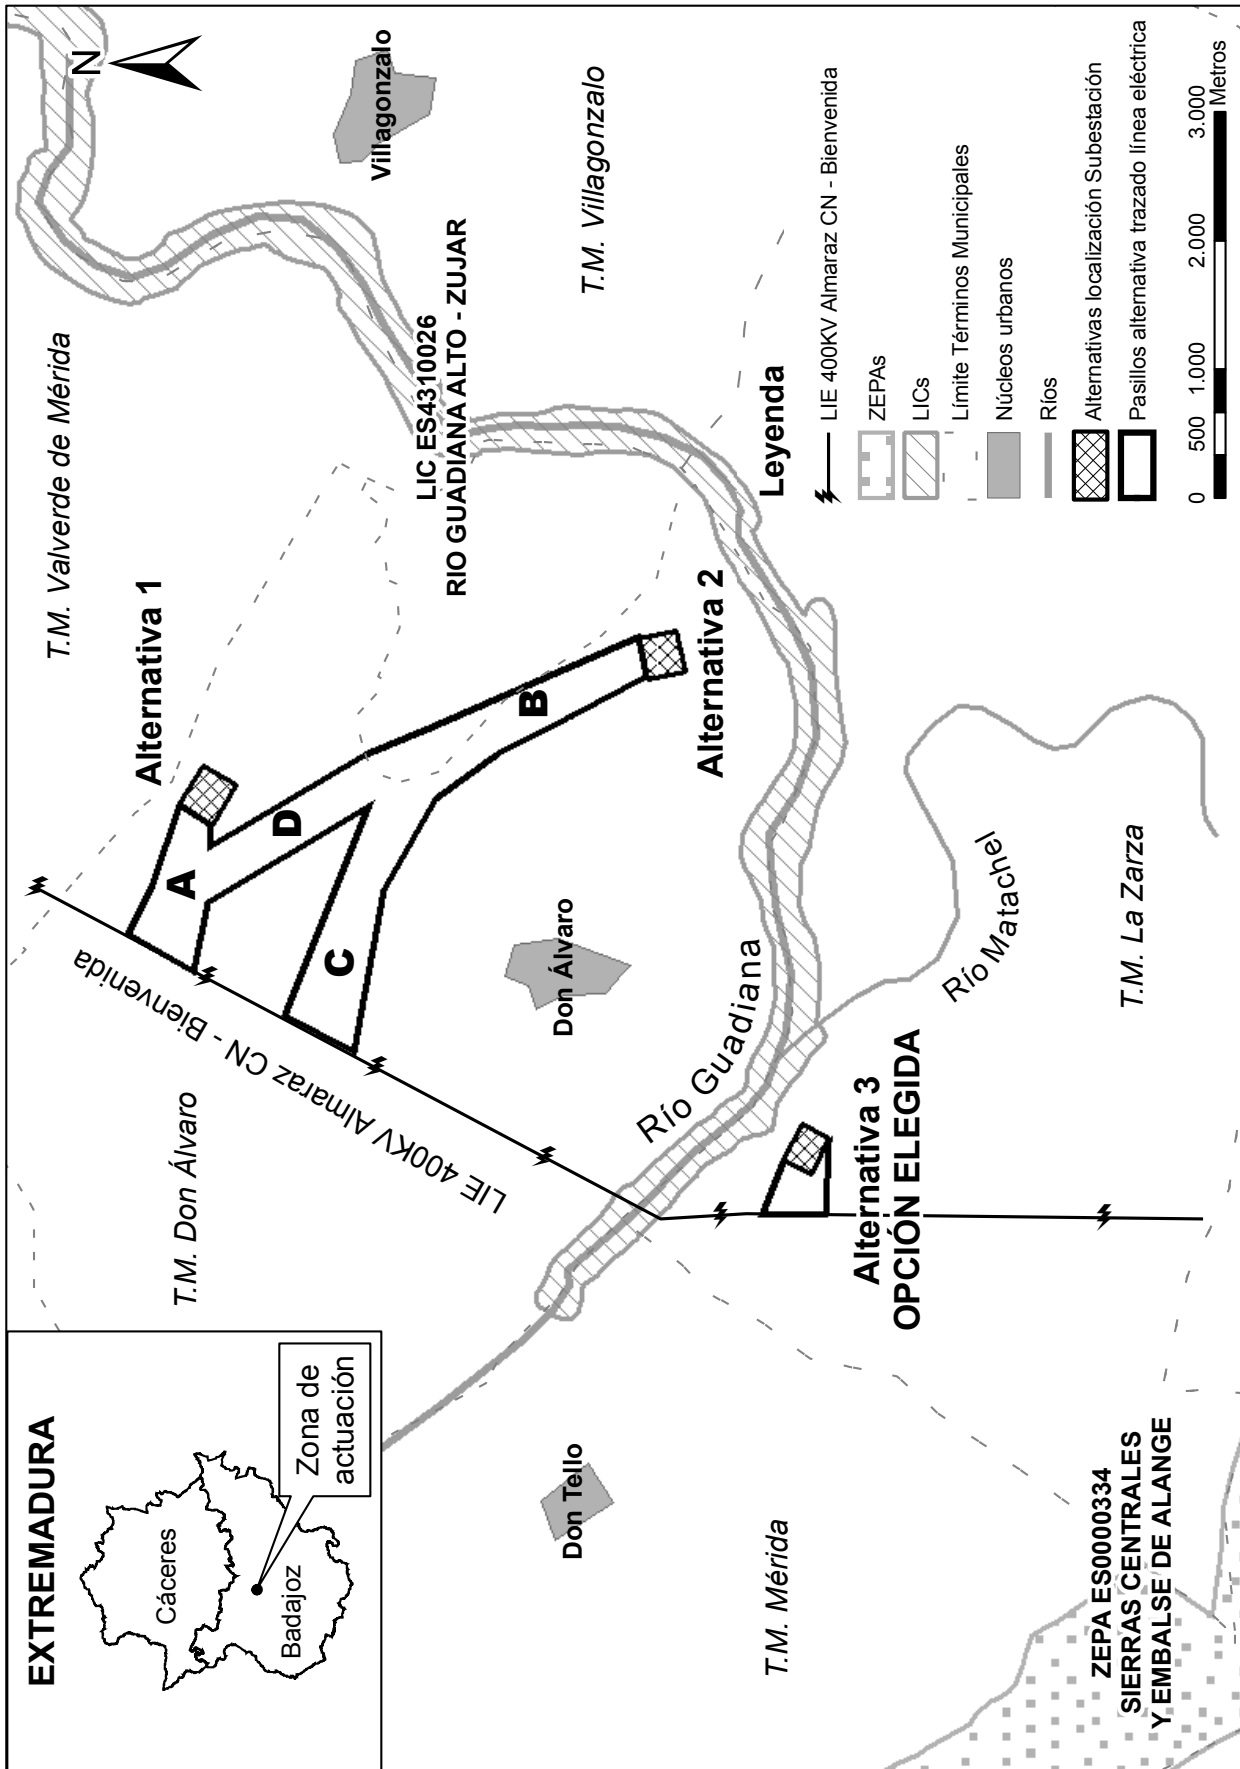 EXTREMADURA
Cáceres
Badajoz
Zona de
actuación
T.M. Don Álvaro
T.M. Valverde de Mérida
N
Alternativa 1
A
D
C
B
LIE 400KV Almaraz CN - Bienvenida
Villagonzalo
LIC ES4310026
RIO GUADIANA ALTO - ZUJAR
T.M. Villagonzalo
Don Álvaro
Alternativa 2
Don Tello
Río Guadiana
T.M. Mérida
Alternativa 3
OPCIÓN ELEGIDA
Río Matachel
T.M. La Zarza
ZEPA ES0000334
SIERRAS CENTRALES
Y EMBALSE DE ALANGE
Leyenda
LIE 400KV Almaraz CN - Bienvenida
ZEPAs
LICs
Límite Términos Municipales
Núcleos urbanos
Ríos
Alternativas localización Subestación
Pasillos alternativa trazado línea eléctrica
0 500 1.000 2.000 3.000
Metros